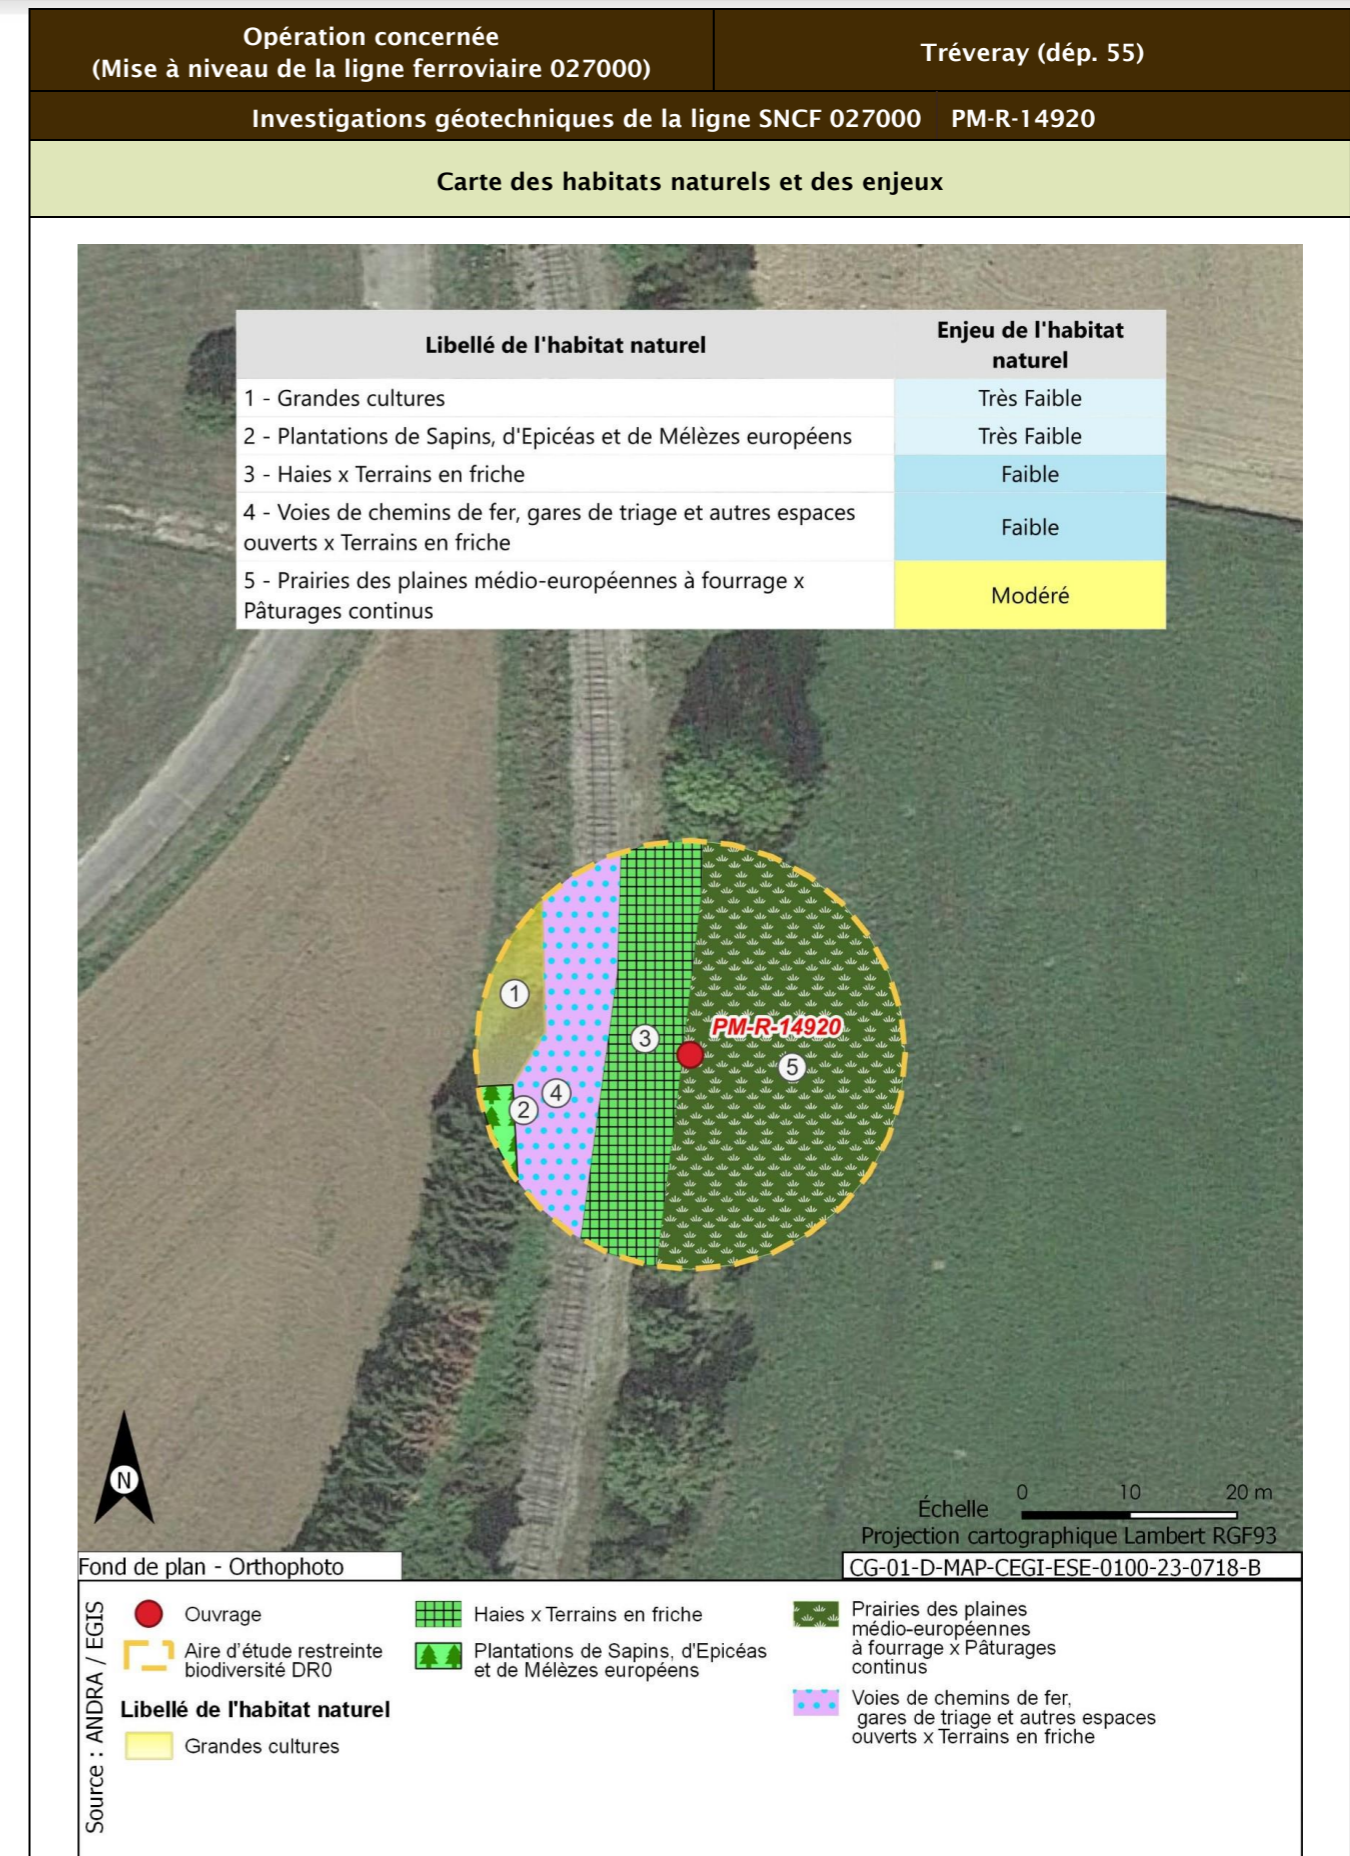 Opération concernée
(Mise à niveau de la ligne ferroviaire 027000)
Tréveray (dép. 55)
Investigations géotechniques de la ligne SNCF 027000 PM-R-14920
Carte des habitats naturels et des enjeux
Libellé de l'habitat naturel
Enjeu de l'habitat
naturel
1 - Grandes cultures
Très Faible
2 - Plantations de Sapins, d'Epicéas et de Mélèzes européens
Très Faible
3 - Haies x Terrains en friche
Faible
4 - Voies de chemins de fer, gares de triage et autres espaces
ouverts x Terrains en friche
Faible
5 - Prairies des plaines médio-européennes à fourrage x
Pâturages continus
Modéré
1
PM-R-14920
3
5
4
2
N
Échelle
0 10 20 m
Projection cartographique Lambert RGF93
Fond de plan - Orthophoto
CG-01-D-MAP-CEGI-ESE-0100-23-0718-B
Source : ANDRA / EGIS
Ouvrage
Aire d'étude restreinte
biodiversité DR0
Libellé de l'habitat naturel
Grandes cultures
Haies x Terrains en friche
Plantations de Sapins, d'Epicéas
et de Mélèzes européens
Prairies des plaines
médio-européennes
à fourrage x Pâturages
continus
Voies de chemins de fer,
gares de triage et autres espaces
ouverts x Terrains en friche